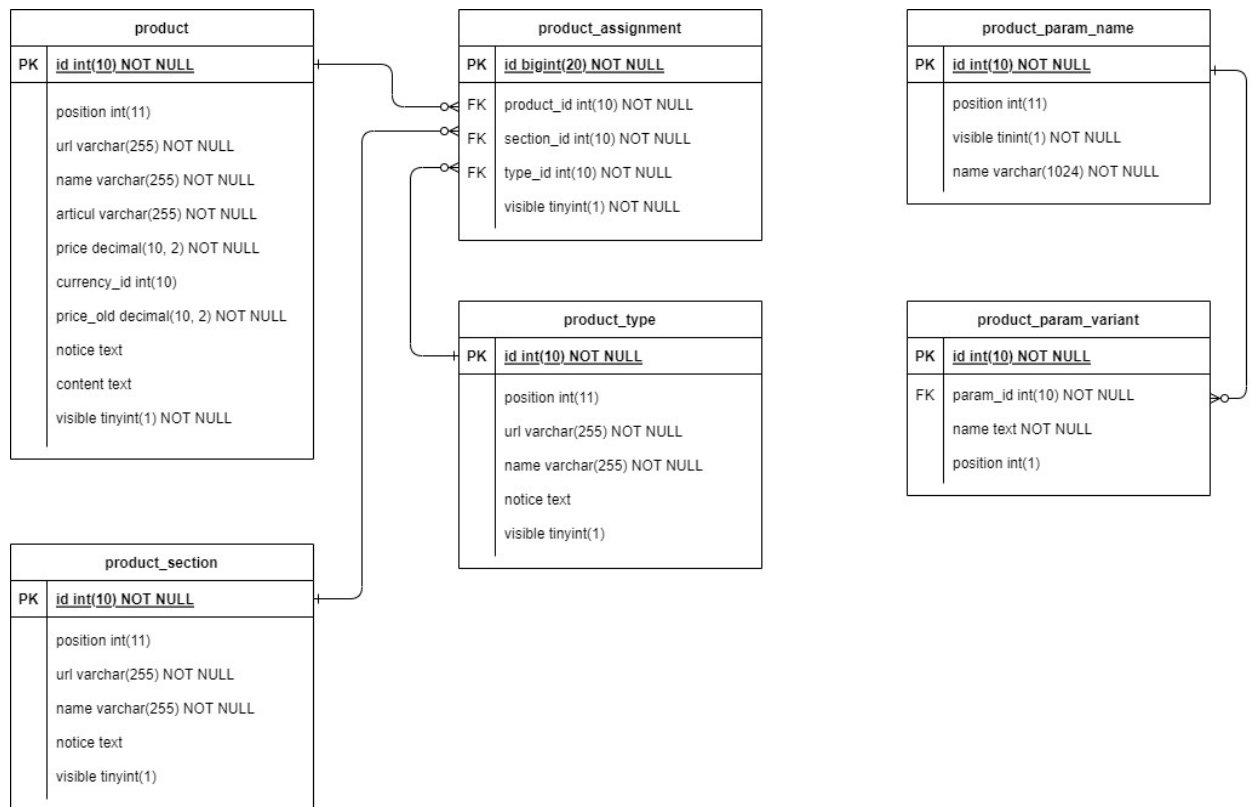 product
PK id int(10) NOT NULL
position int(11)
url varchar(255) NOT NULL
name varchar(255) NOT NULL
articul varchar(255) NOT NULL
price decimal(10, 2) NOT NULL
currency_id int(10)
price_old decimal(10, 2) NOT NULL
notice text
content text
visible tinyint(1) NOT NULL
product_section
PK id int(10) NOT NULL
position int(11)
url varchar(255) NOT NULL
name varchar(255) NOT NULL
notice text
visible tinyint(1)
product_assignment
PK id bigint(20) NOT NULL
FK product_id int(10) NOT NULL
FK section_id int(10) NOT NULL
FK type_id int(10) NOT NULL
visible tinyint(1) NOT NULL
product_type
PK id int(10) NOT NULL
position int(11)
url varchar(255) NOT NULL
name varchar(255) NOT NULL
notice text
visible tinyint(1)
product_param_name
PK id int(10) NOT NULL
position int(11)
visible tinint(1) NOT NULL
name varchar(1024) NOT NULL
product_param_variant
PK id int(10) NOT NULL
FK param_id int(10) NOT NULL
name text NOT NULL
position int(1)